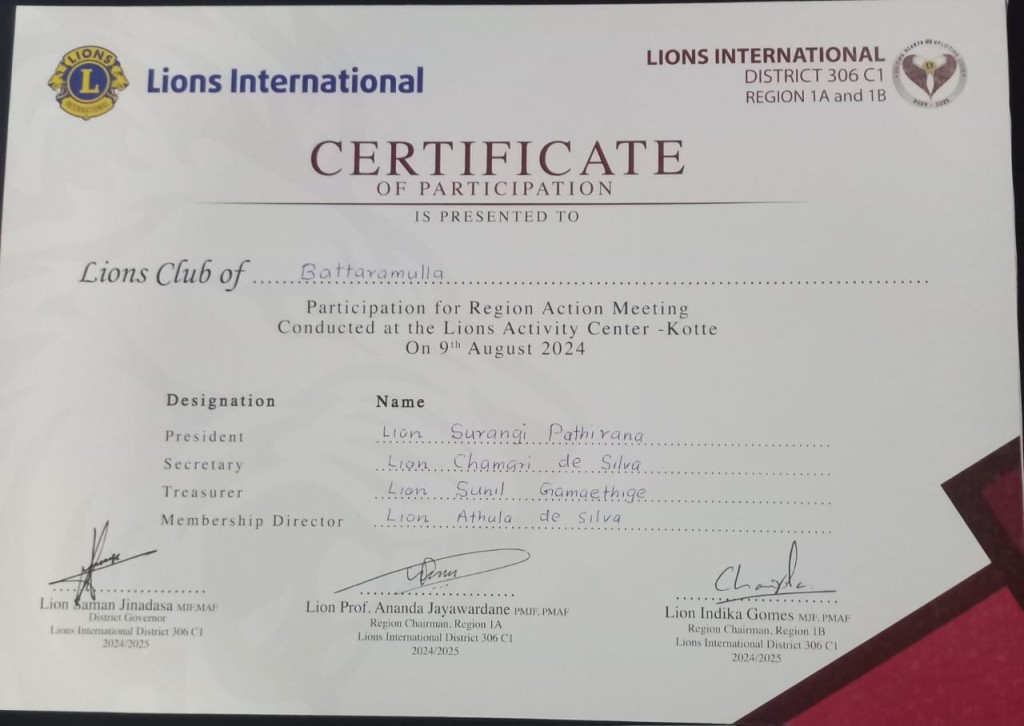 LIONS
L
INTERNATIONAL
Lions International
LIONS INTERNATIONAL
DISTRICT 306 C1
REGION 1A and 1B
2024 - 2025
CERTIFICATE
OF PARTICIPATION
IS PRESENTED TO
Lions Club of Battaramulla
Participation for Region Action Meeting
Conducted at the Lions Activity Center -Kotte
On 9th August 2024
Designation Name
President Lion Surangi Pathirana
Secretary Lion Chamari de Silva
Treasurer Lion Sunil Gamaethige
Membership Director Lion Athula de Silva
Lion Saman Jinadasa MJF,MAF
District Governor
Lions International District 306 C1
2024/2025
Lion Prof. Ananda Jayawardane PMJF, PMAF
Region Chairman, Region 1A
Lions International District 306 C1
2024/2025
Lion Indika Gomes MJF, PMAF
Region Chairman, Region 1B
Lions International District 306 C1
2024/2025